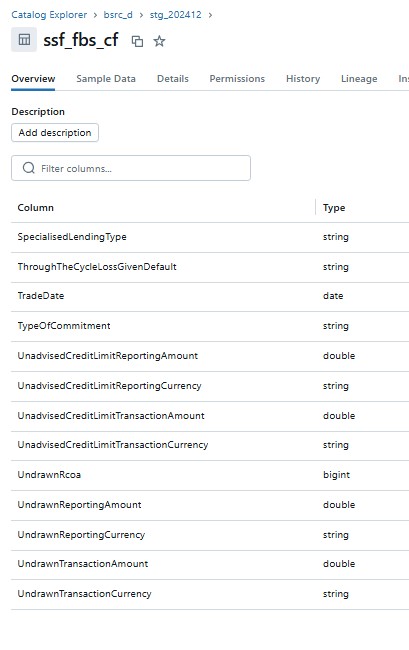 Catalog Explorer > bsrc_d > stg_202412 >
ssf_fbs_cf
Overview Sample Data Details Permissions History Lineage Ins
Description
Add description
Filter columns...
Column Type
SpecialisedLendingType string
ThroughTheCycleLossGivenDefault string
TradeDate date
TypeOfCommitment string
UnadvisedCreditLimitReportingAmount double
UnadvisedCreditLimitReportingCurrency string
UnadvisedCreditLimitTransactionAmount double
UnadvisedCreditLimitTransactionCurrency string
UndrawnRcoa bigint
UndrawnReportingAmount double
UndrawnReportingCurrency string
UndrawnTransactionAmount double
UndrawnTransactionCurrency string